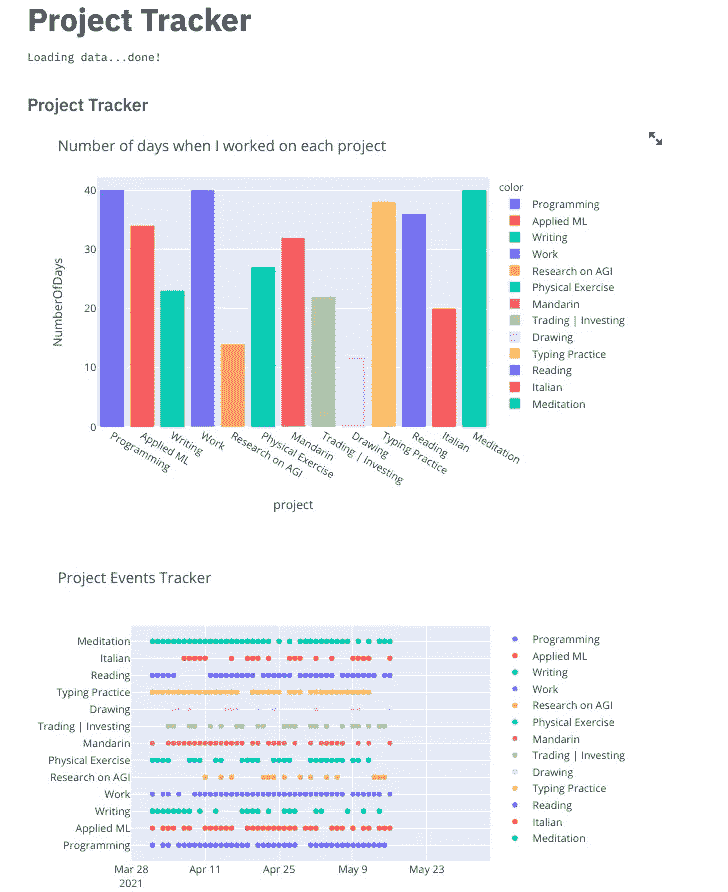 Project Tracker
Loading data...done!
Project Tracker
Number of days when I worked on each project
NumberOfDays
40
30
20
10
0
Programming
Applied ML
Writing
Work
Research on AGI
Physical Exercise
Mandarin
Trading | Investing
Drawing
Typing Practice
Reading
Italian
Meditation
project
color
Programming
Applied ML
Writing
Work
Research on AGI
Physical Exercise
Mandarin
Trading | Investing
Drawing
Typing Practice
Reading
Italian
Meditation
Project Events Tracker
Meditation
Italian
Reading
Typing Practice
Drawing
Trading | Investing
Mandarin
Physical Exercise
Research on AGI
Work
Writing
Applied ML
Programming
Mar 28
2021
Apr 11
Apr 25
May 9
May 23
Programming
Applied ML
Writing
Work
Research on AGI
Physical Exercise
Mandarin
Trading | Investing
Drawing
Typing Practice
Reading
Italian
Meditation